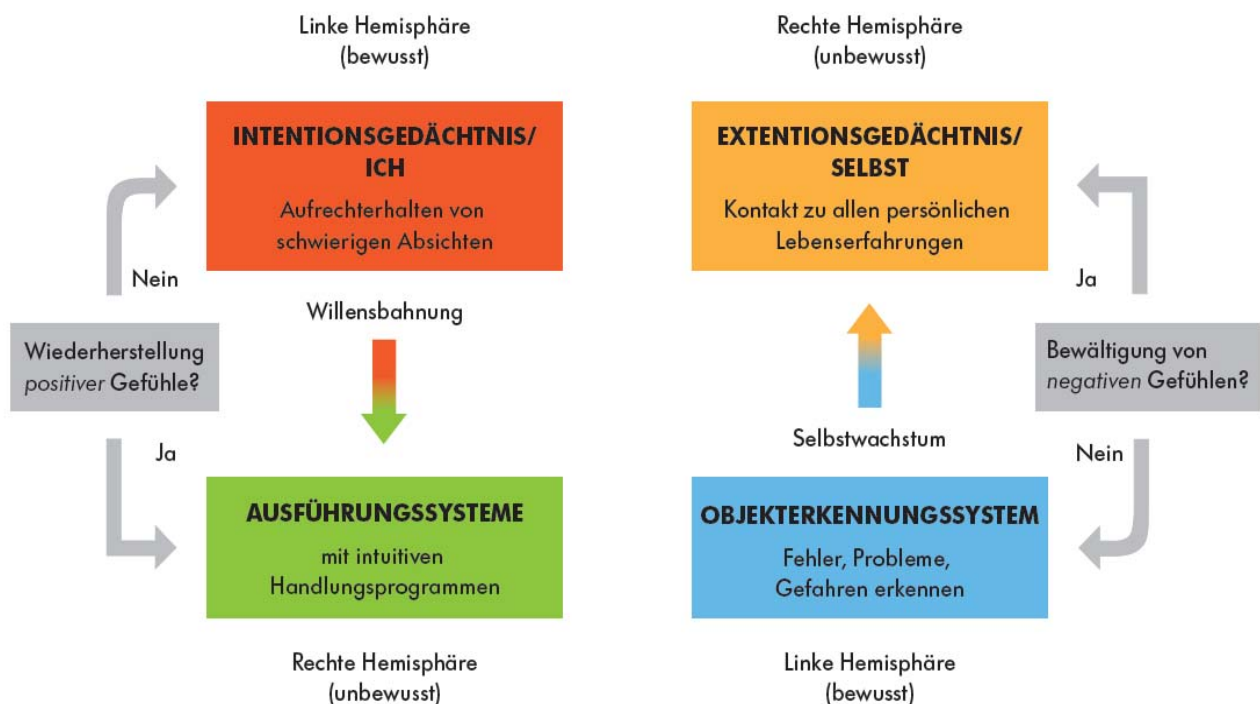 Linke Hemisphäre
(bewusst)
Rechte Hemisphäre
(unbewusst)
INTENTIONSGEDÄCHTNIS/
ICH
Aufrechterhalten von
schwierigen Absichten
EXTENTIONSGEDÄCHTNIS/
SELBST
Kontakt zu allen persönlichen
Lebenserfahrungen
Nein
Willensbahnung
Ja
Wiederherstellung
positiver Gefühle?
Bewältigung von
negativen Gefühlen?
Ja
Selbstwachstum
Nein
AUSFÜHRUNGSSYSTEME
mit intuitiven
Handlungsprogrammen
OBJEKTERKENNUNGSSYSTEM
Fehler, Probleme,
Gefahren erkennen
Rechte Hemisphäre
(unbewusst)
Linke Hemisphäre
(bewusst)